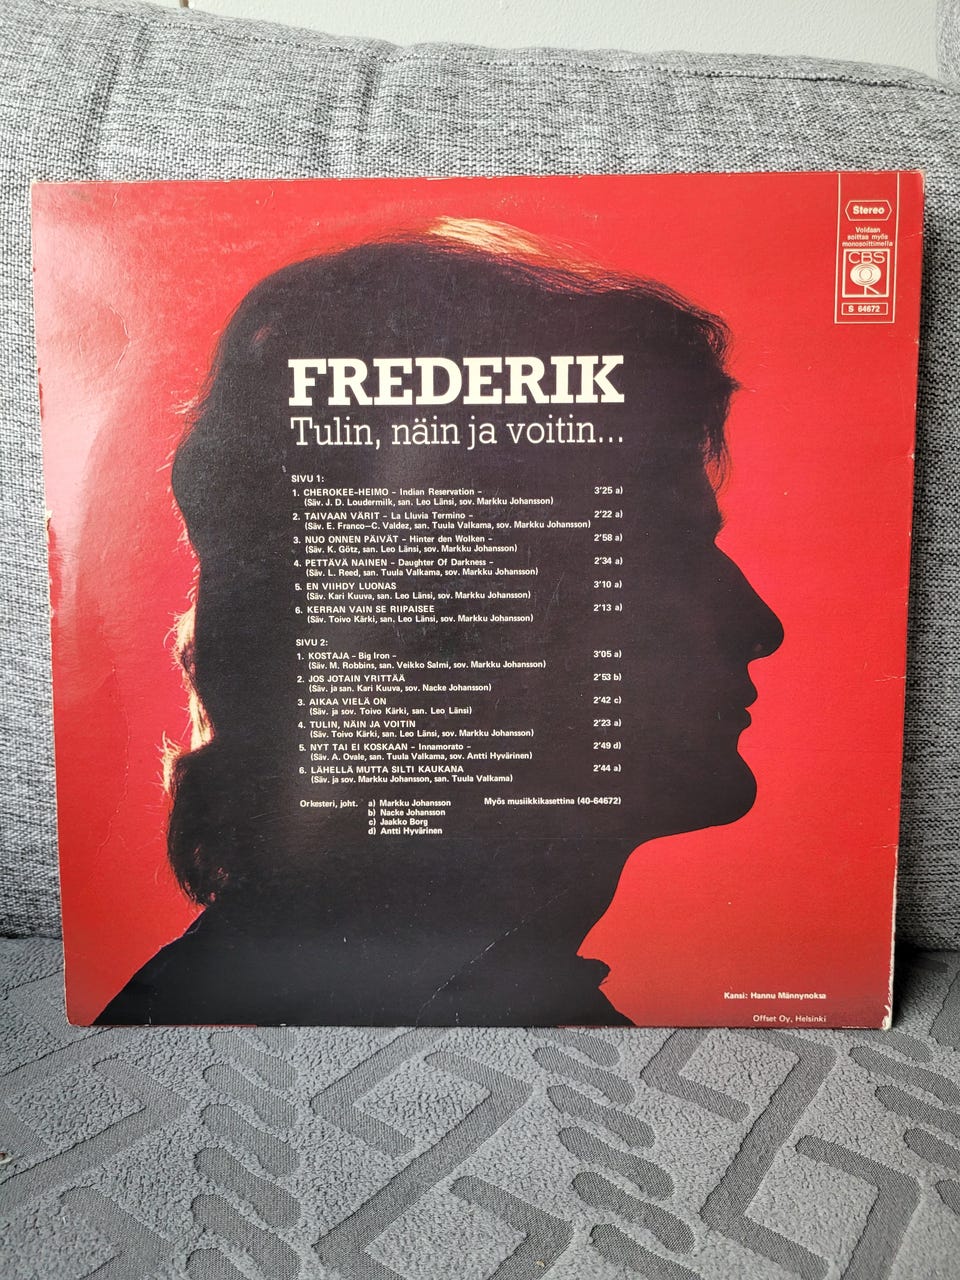 Stereo
Voidaan
soittaa myös
monosoittimella
CBS
S 64672
FREDERIK
Tulin, näin ja voitin...
SIVU 1:
1. CHEROKEE-HEIMO – Indian Reservation – 3'25 a)
(Säv. J. D. Loudermilk, san. Leo Länsi, sov. Markku Johansson)
2. TAIVAAN VÄRIT – La Lluvia Termino – 2'22 a)
(Säv. E. Franco–C. Valdez, san. Tuula Valkama, sov. Markku Johansson)
3. NUO ONNEN PÄIVÄT – Hinter den Wolken – 2'58 a)
(Säv. K. Götz, san. Leo Länsi, sov. Markku Johansson)
4. PETTÄVÄ NAINEN – Daughter Of Darkness – 2'34 a)
(Säv. L. Reed, san. Tuula Valkama, sov. Markku Johansson)
5. EN VIIHDY LUONAS 3'10 a)
(Säv. Kari Kuuva, san. Leo Länsi, sov. Markku Johansson)
6. KERRAN VAIN SE RIIPAISEE 2'13 a)
(Säv. Toivo Kärki, san. Leo Länsi, sov. Markku Johansson)
SIVU 2:
1. KOSTAJA – Big Iron – 3'05 a)
(Säv. M. Robbins, san. Veikko Salmi, sov. Markku Johansson)
2. JOS JOTAIN YRITTÄÄ 2'53 b)
(Säv. ja san. Kari Kuuva, sov. Nacke Johansson)
3. AIKAA VIELÄ ON 2'42 c)
(Säv. ja sov. Toivo Kärki, san. Leo Länsi)
4. TULIN, NÄIN JA VOITIN 2'23 a)
(Säv. Toivo Kärki, san. Leo Länsi, sov. Markku Johansson)
5. NYT TAI EI KOSKAAN – Innamorato – 2'49 d)
(Säv. A. Ovale, san. Tuula Valkama, sov. Antti Hyvärinen)
6. LÄHELLÄ MUTTA SILTI KAUKANA 2'44 a)
(Säv. ja sov. Markku Johansson, san. Tuula Valkama)
Orkesteri, joht. a) Markku Johansson Myös musiikkikasettina (40-64672)
b) Nacke Johansson
c) Jaakko Borg
d) Antti Hyvärinen
Kansi: Hannu Männynoksa
Offset Oy, Helsinki